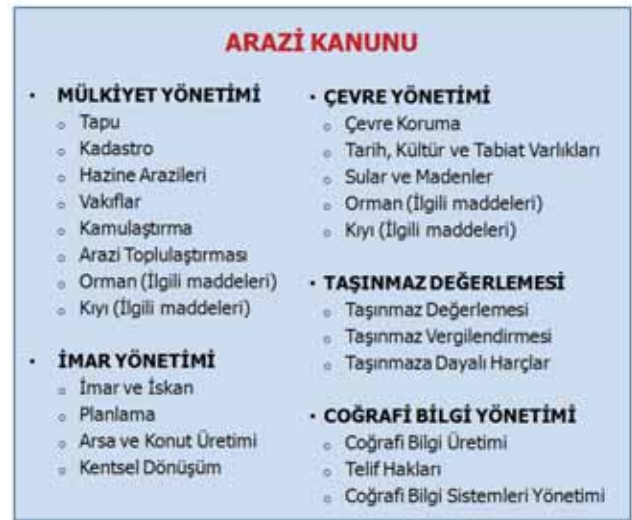 ARAZİ KANUNU
• MÜLKİYET YÖNETİMİ
o Tapu
o Kadastro
o Hazine Arazileri
o Vakıflar
o Kamulaştırma
o Arazi Toplulaştırması
o Orman (İlgili maddeleri)
o Kıyı (İlgili maddeleri)
• İMAR YÖNETİMİ
o İmar ve İskan
o Planlama
o Arsa ve Konut Üretimi
o Kentsel Dönüşüm
• ÇEVRE YÖNETİMİ
o Çevre Koruma
o Tarih, Kültür ve Tabiat Varlıkları
o Sular ve Madenler
o Orman (İlgili maddeleri)
o Kıyı (İlgili maddeleri)
• TAŞINMAZ DEĞERLEMESİ
o Taşınmaz Değerlemesi
o Taşınmaz Vergilendirmesi
o Taşınmaza Dayalı Harçlar
• COĞRAFİ BİLGİ YÖNETİMİ
o Coğrafi Bilgi Üretimi
o Telif Hakları
o Coğrafi Bilgi Sistemleri Yönetimi